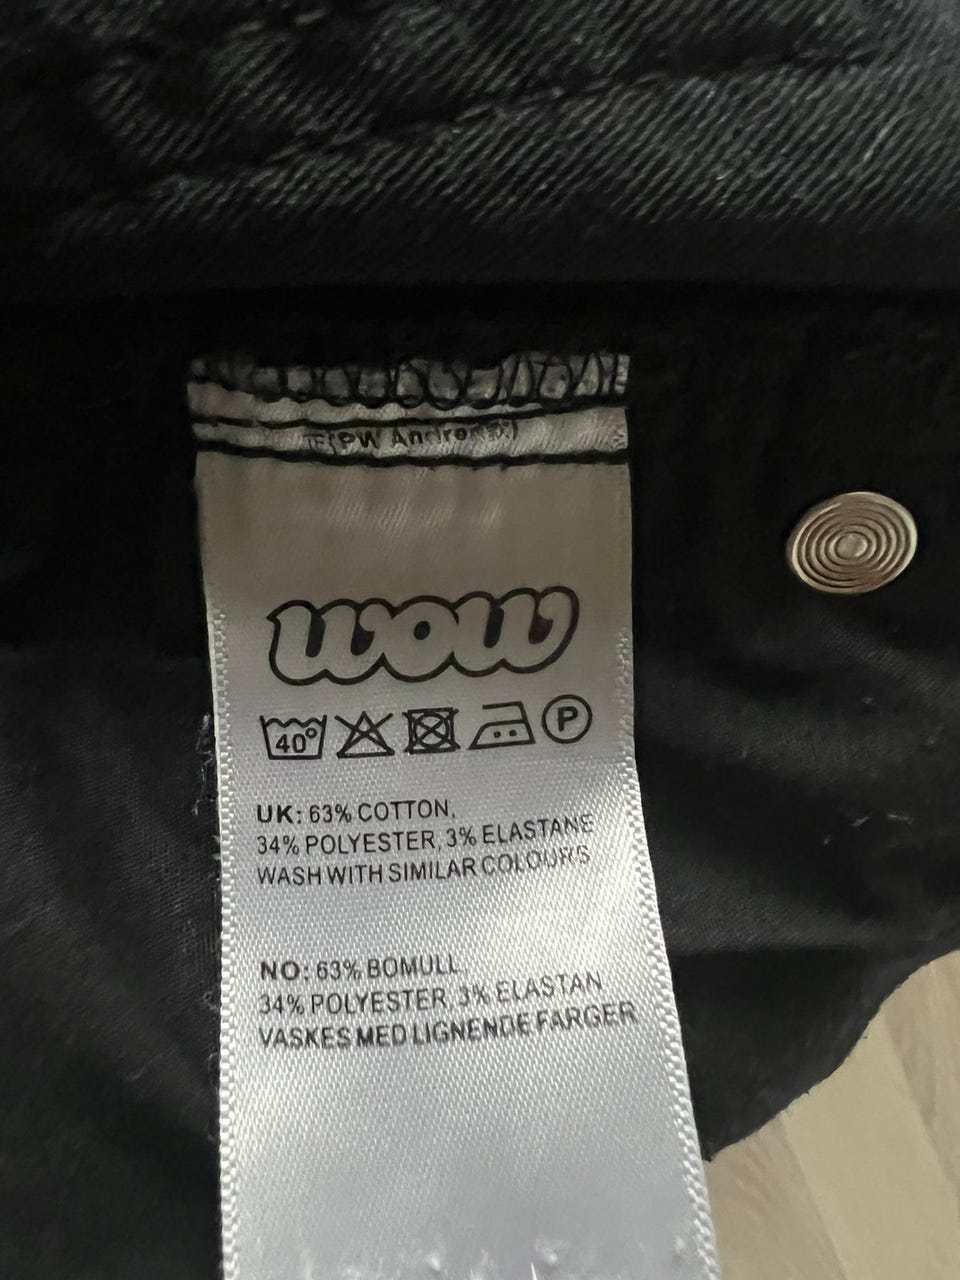 wow
40°
P
UK: 63% COTTON,
34% POLYESTER, 3% ELASTANE
WASH WITH SIMILAR COLOURS
NO: 63% BOMULL,
34% POLYESTER, 3% ELASTAN
VASKES MED LIGNENDE FARGER